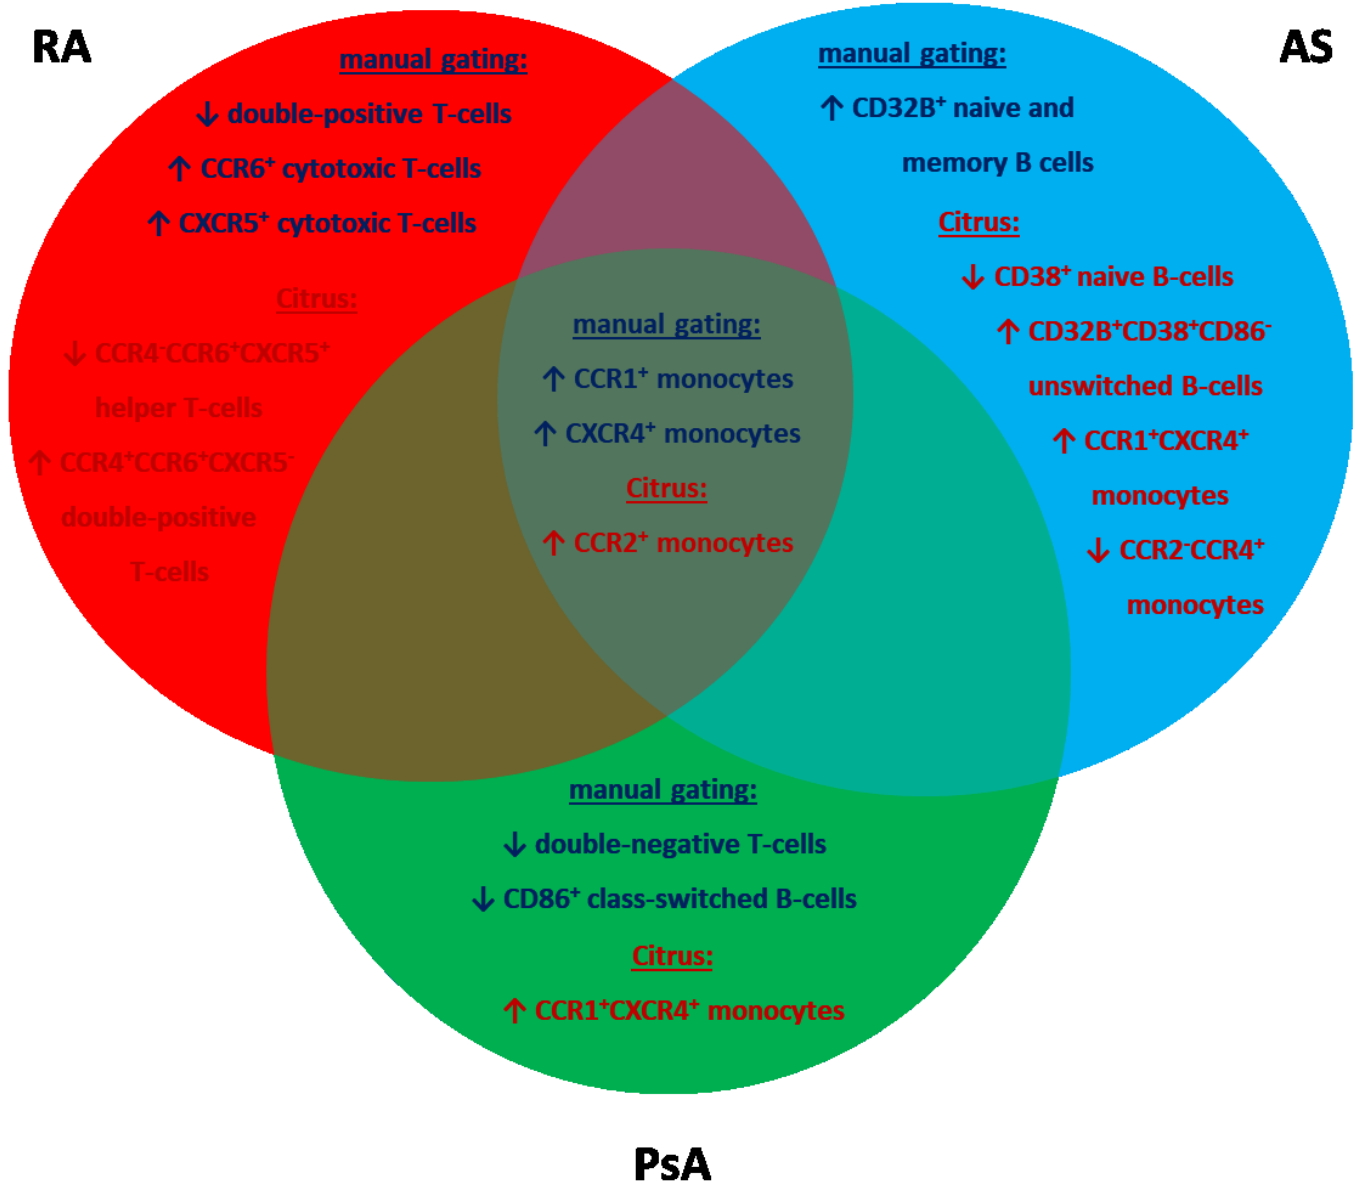 RA
AS
manual gating:
↓ double-positive T-cells
↑ CCR6⁺ cytotoxic T-cells
↑ CXCR5⁺ cytotoxic T-cells
Citrus:
↓ CCR4⁻CCR6⁺CXCR5⁺
helper T-cells
↑ CCR4⁺CCR6⁺CXCR5⁻
double-positive
T-cells
manual gating:
↑ CD32B⁺ naive and
memory B cells
Citrus:
↓ CD38⁺ naive B-cells
↑ CD32B⁺CD38⁺CD86⁻
unswitched B-cells
↑ CCR1⁺CXCR4⁺
monocytes
↓ CCR2⁻CCR4⁺
monocytes
manual gating:
↑ CCR1⁺ monocytes
↑ CXCR4⁺ monocytes
Citrus:
↑ CCR2⁺ monocytes
manual gating:
↓ double-negative T-cells
↓ CD86⁺ class-switched B-cells
Citrus:
↑ CCR1⁺CXCR4⁺ monocytes
PsA